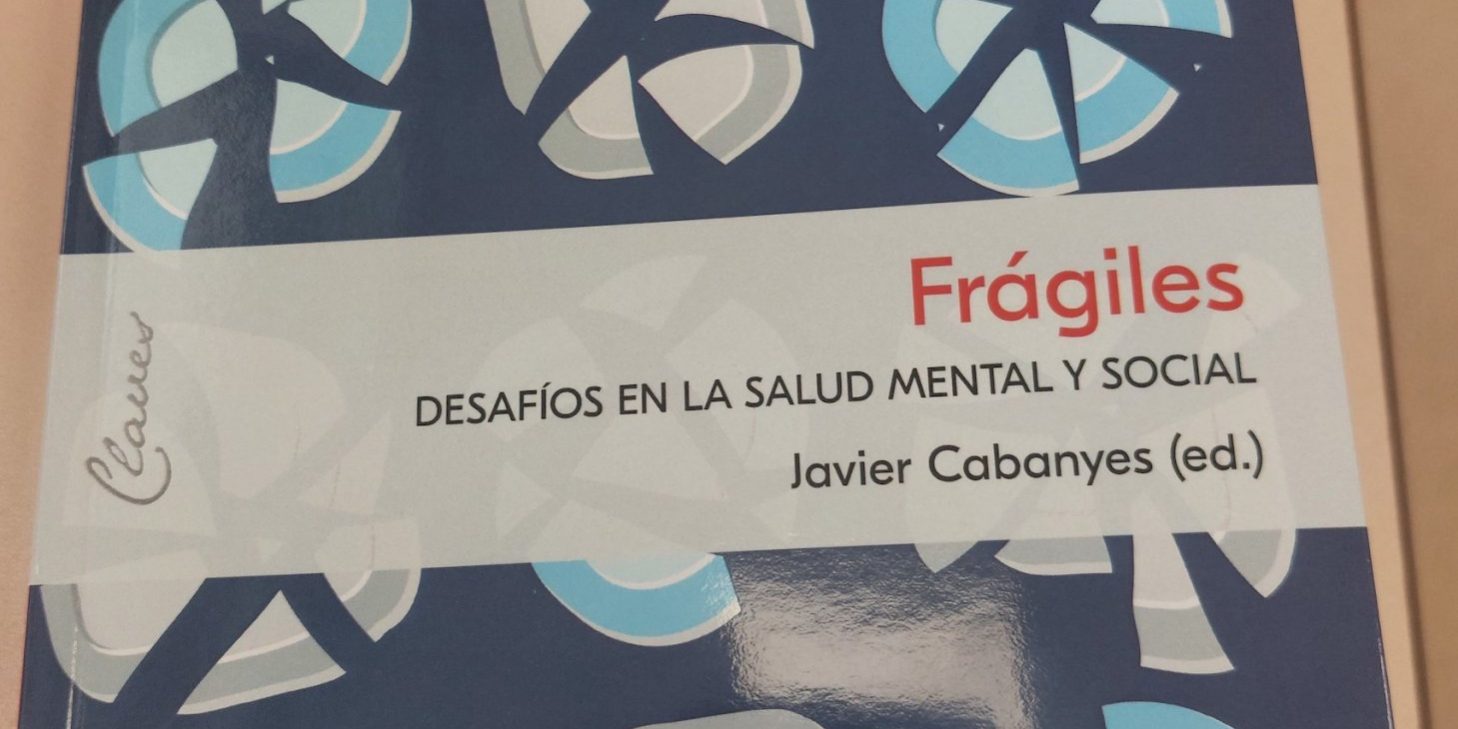 Frágiles
DESAFÍOS EN LA SALUD MENTAL Y SOCIAL
Javier Cabanyes (ed.)
Claves